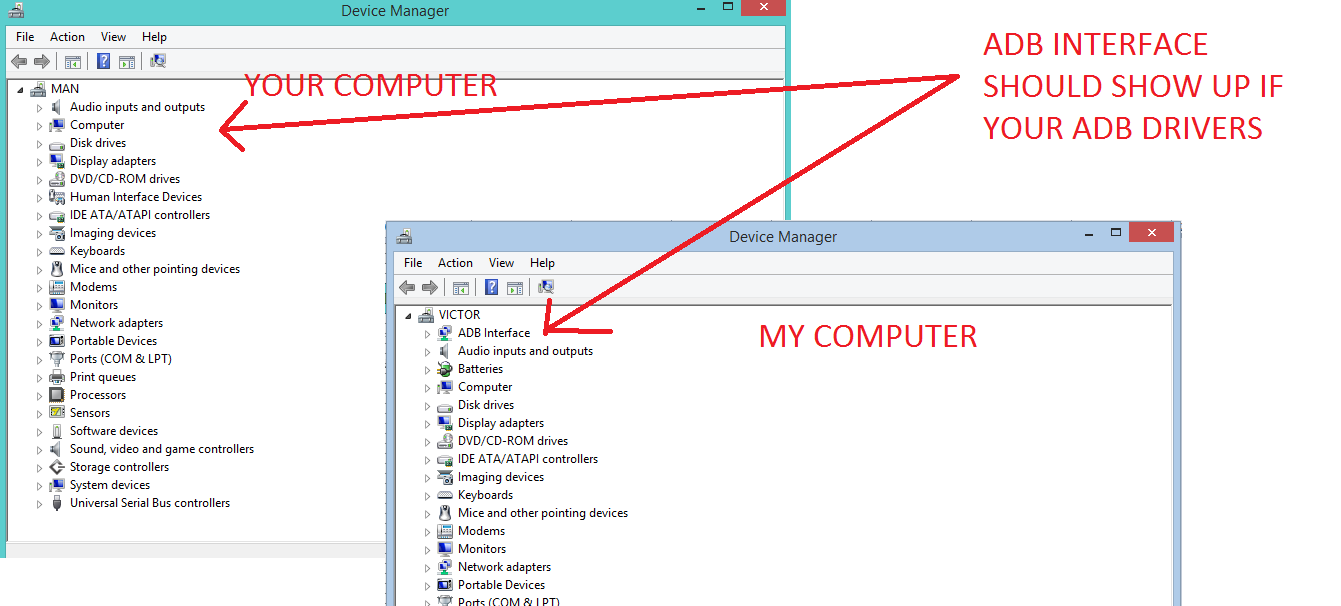 Device Manager
File Action View Help
MAN
Audio inputs and outputs
Computer
Disk drives
Display adapters
DVD/CD-ROM drives
Human Interface Devices
IDE ATA/ATAPI controllers
Imaging devices
Keyboards
Mice and other pointing devices
Modems
Monitors
Network adapters
Portable Devices
Ports (COM & LPT)
Print queues
Processors
Sensors
Software devices
Sound, video and game controllers
Storage controllers
System devices
Universal Serial Bus controllers
YOUR COMPUTER
ADB INTERFACE
SHOULD SHOW UP IF
YOUR ADB DRIVERS
Device Manager
File Action View Help
VICTOR
ADB Interface
Audio inputs and outputs
Batteries
Computer
Disk drives
Display adapters
DVD/CD-ROM drives
IDE ATA/ATAPI controllers
Imaging devices
Keyboards
Mice and other pointing devices
Modems
Monitors
Network adapters
Portable Devices
Ports (COM & LPT)
MY COMPUTER